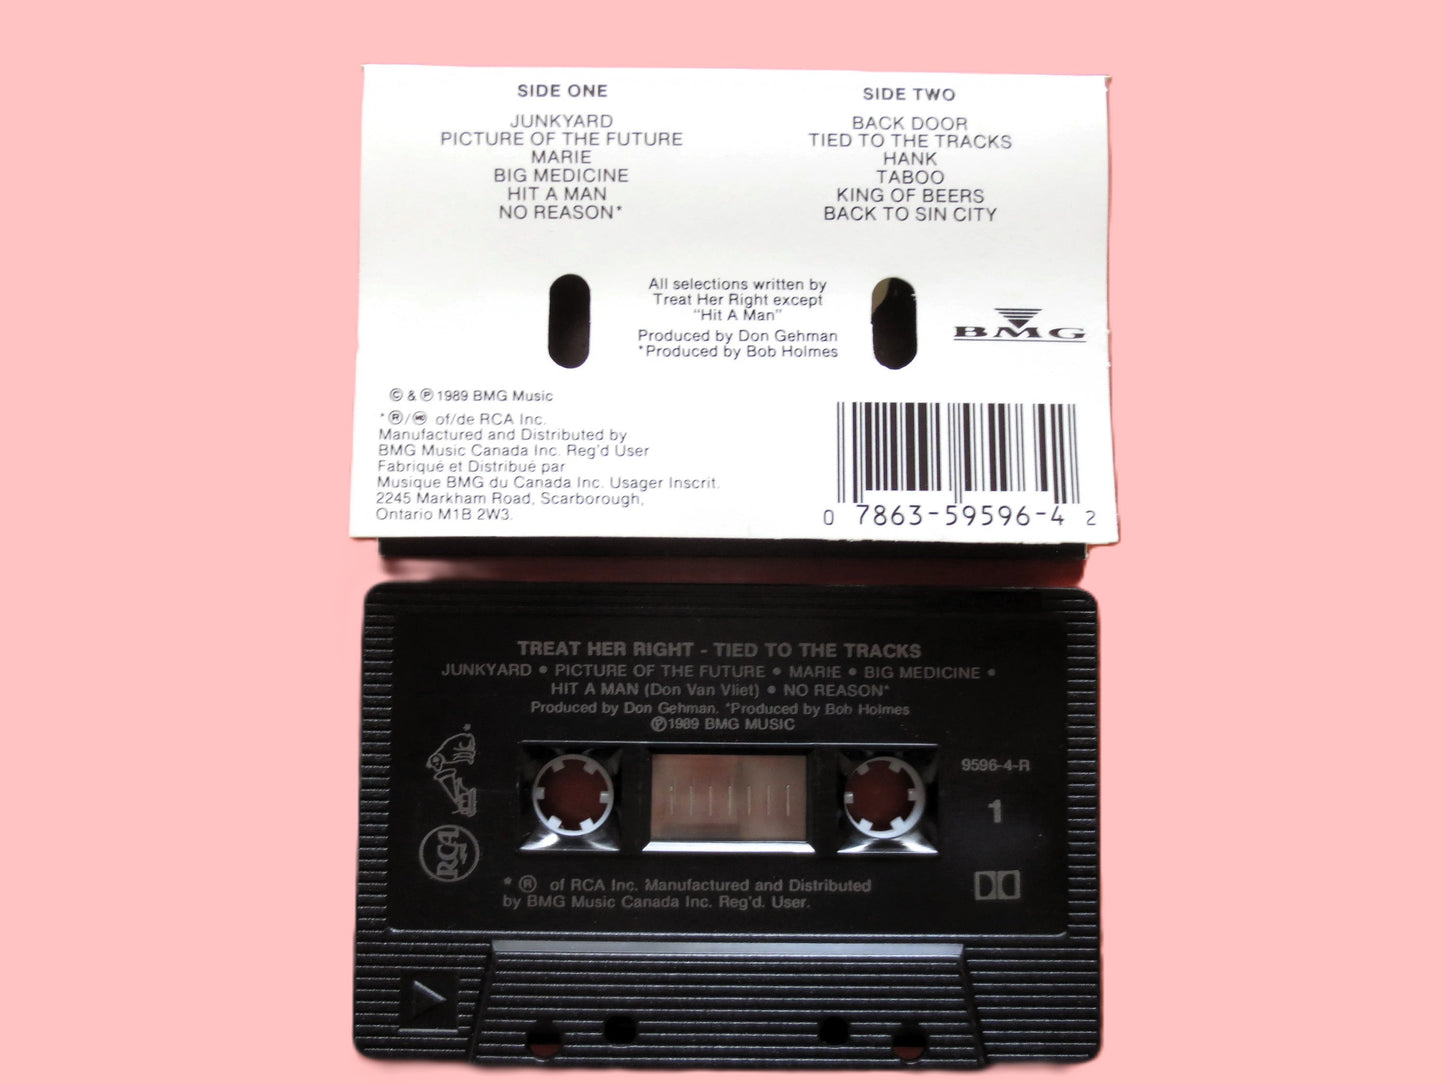 SIDE ONE
JUNKYARD
PICTURE OF THE FUTURE
MARIE
BIG MEDICINE
HIT A MAN
NO REASON*
SIDE TWO
BACK DOOR
TIED TO THE TRACKS
HANK
TABOO
KING OF BEERS
BACK TO SIN CITY
All selections written by
Treat Her Right except
"Hit A Man"
Produced by Don Gehman
*Produced by Bob Holmes
BMG
© & ℗ 1989 BMG Music
*®/MC of/de RCA Inc.
Manufactured and Distributed by
BMG Music Canada Inc. Reg'd User
Fabriqué et Distribué par
Musique BMG du Canada Inc. Usager Inscrit.
2245 Markham Road, Scarborough,
Ontario M1B 2W3.
0 7863-59596-4 2
TREAT HER RIGHT - TIED TO THE TRACKS
JUNKYARD • PICTURE OF THE FUTURE • MARIE • BIG MEDICINE •
HIT A MAN (Don Van Vliet) • NO REASON*
Produced by Don Gehman. *Produced by Bob Holmes
℗1989 BMG MUSIC
*
RCA
9596-4-R
1
* ® of RCA Inc. Manufactured and Distributed
by BMG Music Canada Inc. Reg'd. User.